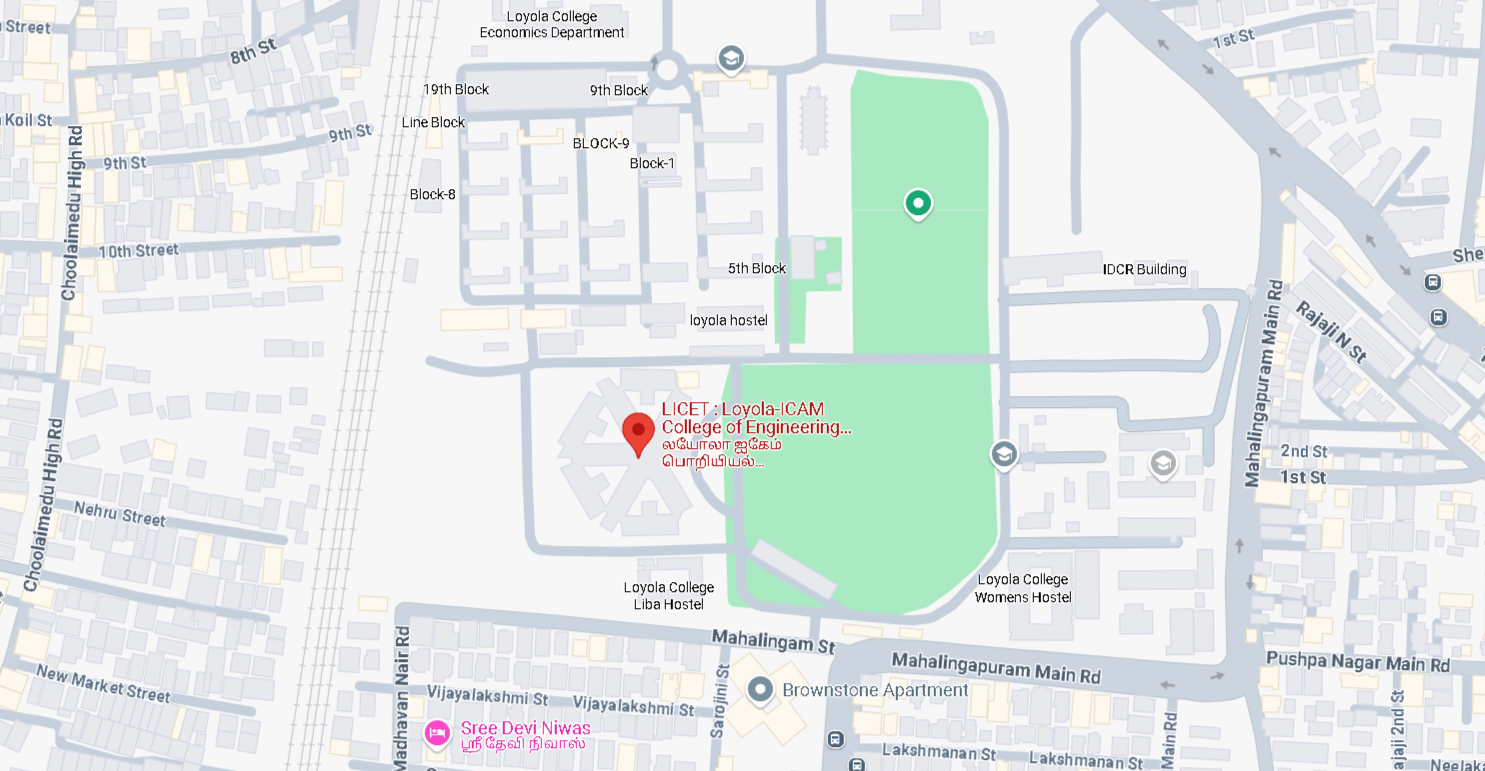 Street
8th St
Loyola College
Economics Department
1st St
19th Block
9th Block
Koil St
Line Block
9th St
9th St
BLOCK-9
Block-1
Choolaimedu High Rd
Block-8
10th Street
5th Block
IDCR Building
She
loyola hostel
Mahalingapuram Main Rd
Rajaji N St
LICET : Loyola-ICAM
College of Engineering...
லயோலா ஐகேம்
பொறியியல்...
2nd St
1st St
Choolaimedu High Rd
Nehru Street
Loyola College
Liba Hostel
Loyola College
Womens Hostel
Mahalingam St
Madhavan Nair Rd
Mahalingapuram Main Rd
Pushpa Nagar Main Rd
New Market Street
Vijayalakshmi St
Vijayalakshmi St
Sarojini St
Brownstone Apartment
Sree Devi Niwas
ஸ்ரீ தேவி நிவாஸ்
Lakshmanan St
Lakshmanan St
Main Rd
ajaji 2nd St
Neelaka